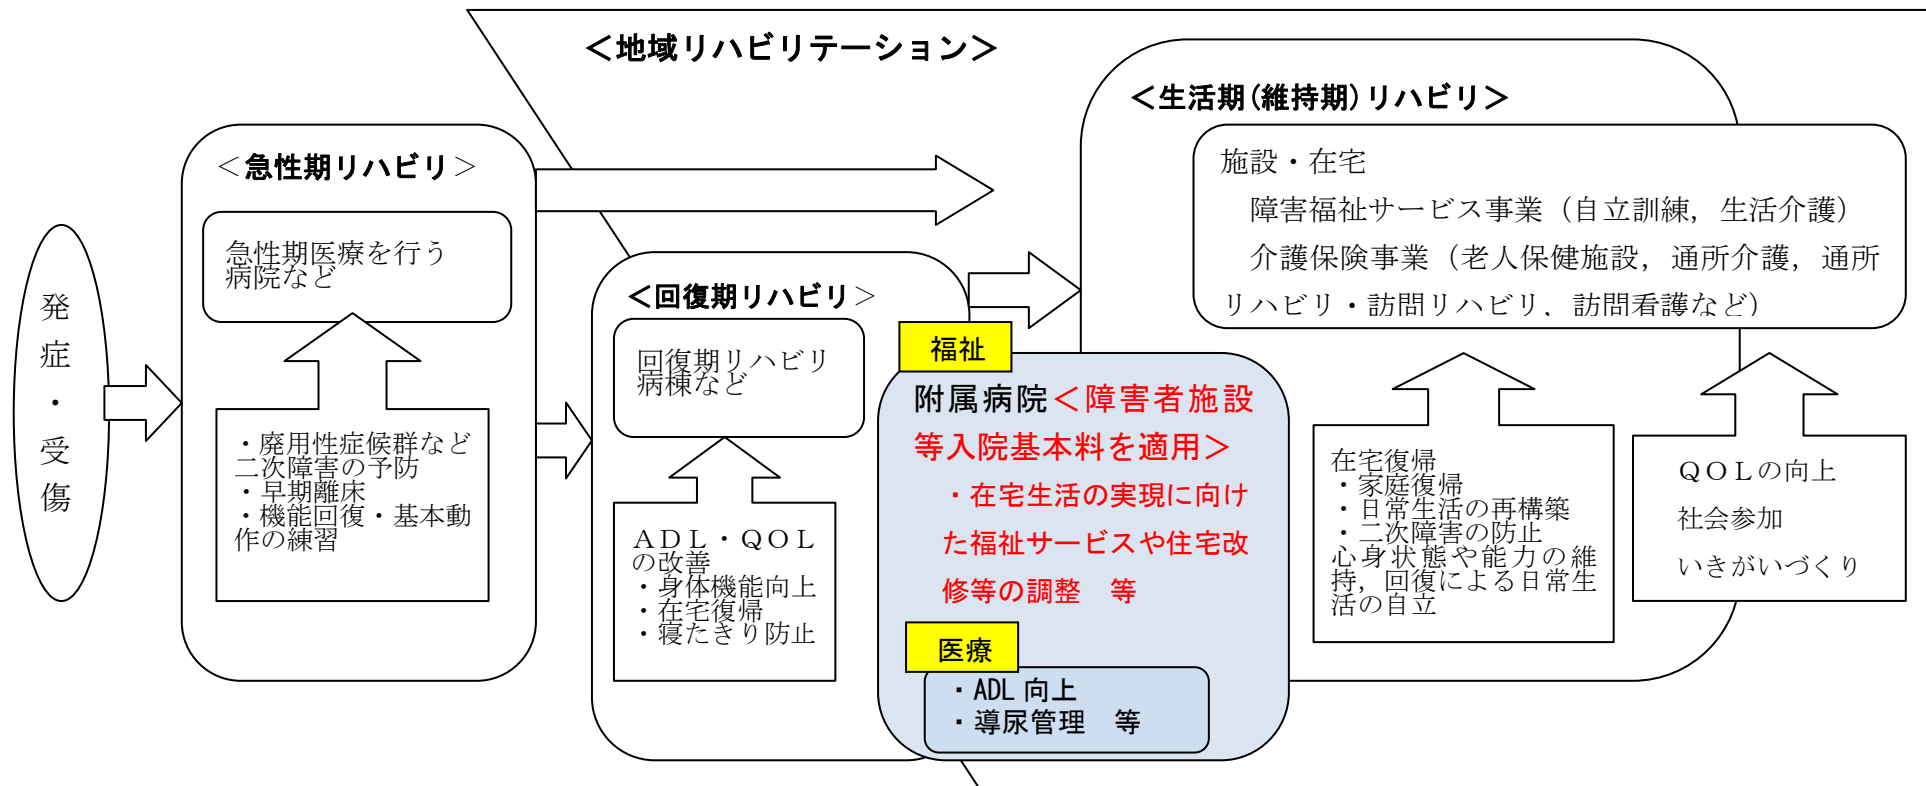 ＜地域リハビリテーション＞
発
症
・
受
傷
＜急性期リハビリ＞
急性期医療を行う
病院など
・廃用性症候群など
二次障害の予防
・早期離床
・機能回復・基本動
作の練習
＜回復期リハビリ＞
回復期リハビリ
病棟など
ＡＤＬ・ＱＯＬ
の改善
・身体機能向上
・在宅復帰
・寝たきり防止
福祉
附属病院＜障害者施設
等入院基本料を適用＞
・在宅生活の実現に向け
た福祉サービスや住宅改
修等の調整　等
医療
・ADL 向上
・導尿管理　等
＜生活期(維持期)リハビリ＞
施設・在宅
障害福祉サービス事業（自立訓練，生活介護）
介護保険事業（老人保健施設，通所介護，通所
リハビリ・訪問リハビリ，訪問看護など）
在宅復帰
・家庭復帰
・日常生活の再構築
・二次障害の防止
心身状態や能力の維
持，回復による日常生
活の自立
ＱＯＬの向上
社会参加
いきがいづくり